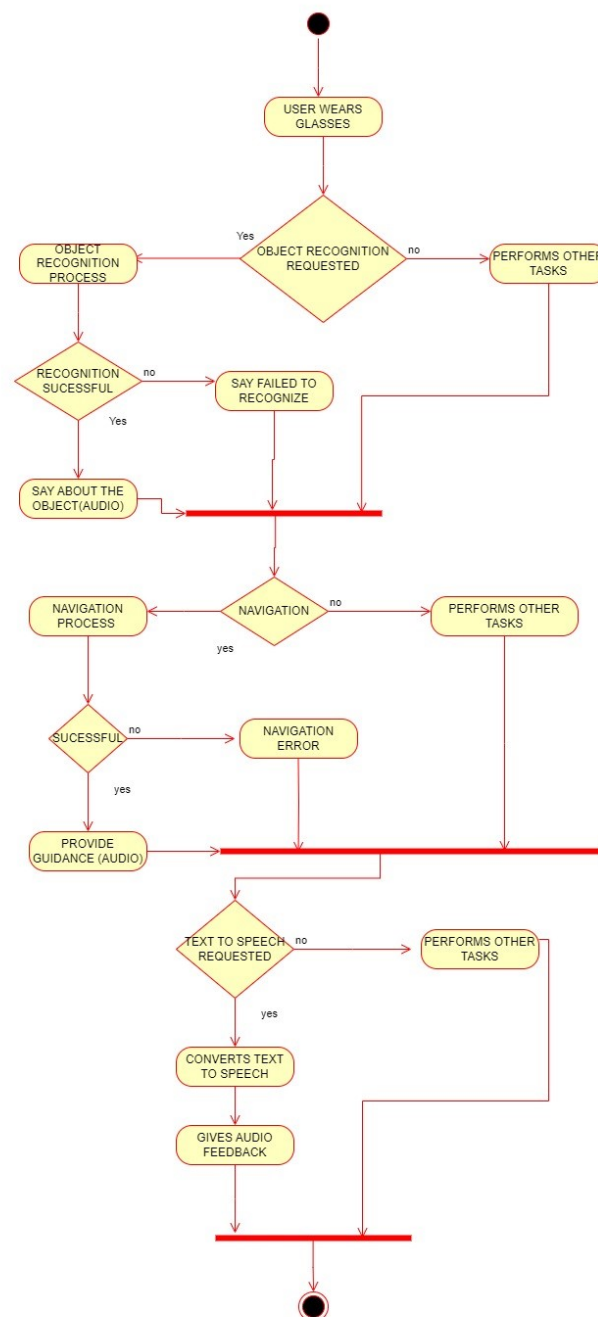 USER WEARS
GLASSES
Yes
OBJECT RECOGNITION
REQUESTED
no
OBJECT
RECOGNITION
PROCESS
PERFORMS OTHER
TASKS
RECOGNITION
SUCESSFUL
no
SAY FAILED TO
RECOGNIZE
Yes
SAY ABOUT THE
OBJECT(AUDIO)
NAVIGATION
PROCESS
NAVIGATION
no
PERFORMS OTHER
TASKS
yes
SUCESSFUL
no
NAVIGATION
ERROR
yes
PROVIDE
GUIDANCE (AUDIO)
TEXT TO SPEECH
REQUESTED
no
PERFORMS OTHER
TASKS
yes
CONVERTS TEXT
TO SPEECH
GIVES AUDIO
FEEDBACK